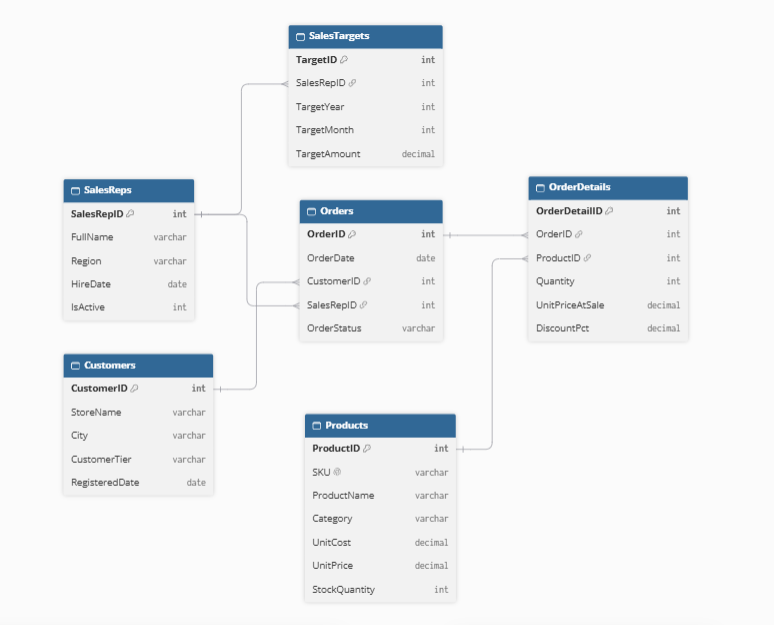 SalesTargets
TargetID int
SalesRepID int
TargetYear int
TargetMonth int
TargetAmount decimal
SalesReps
SalesRepID int
FullName varchar
Region varchar
HireDate date
IsActive int
Orders
OrderID int
OrderDate date
CustomerID int
SalesRepID int
OrderStatus varchar
OrderDetails
OrderDetailID int
OrderID int
ProductID int
Quantity int
UnitPriceAtSale decimal
DiscountPct decimal
Customers
CustomerID int
StoreName varchar
City varchar
CustomerTier varchar
RegisteredDate date
Products
ProductID int
SKU varchar
ProductName varchar
Category varchar
UnitCost decimal
UnitPrice decimal
StockQuantity int